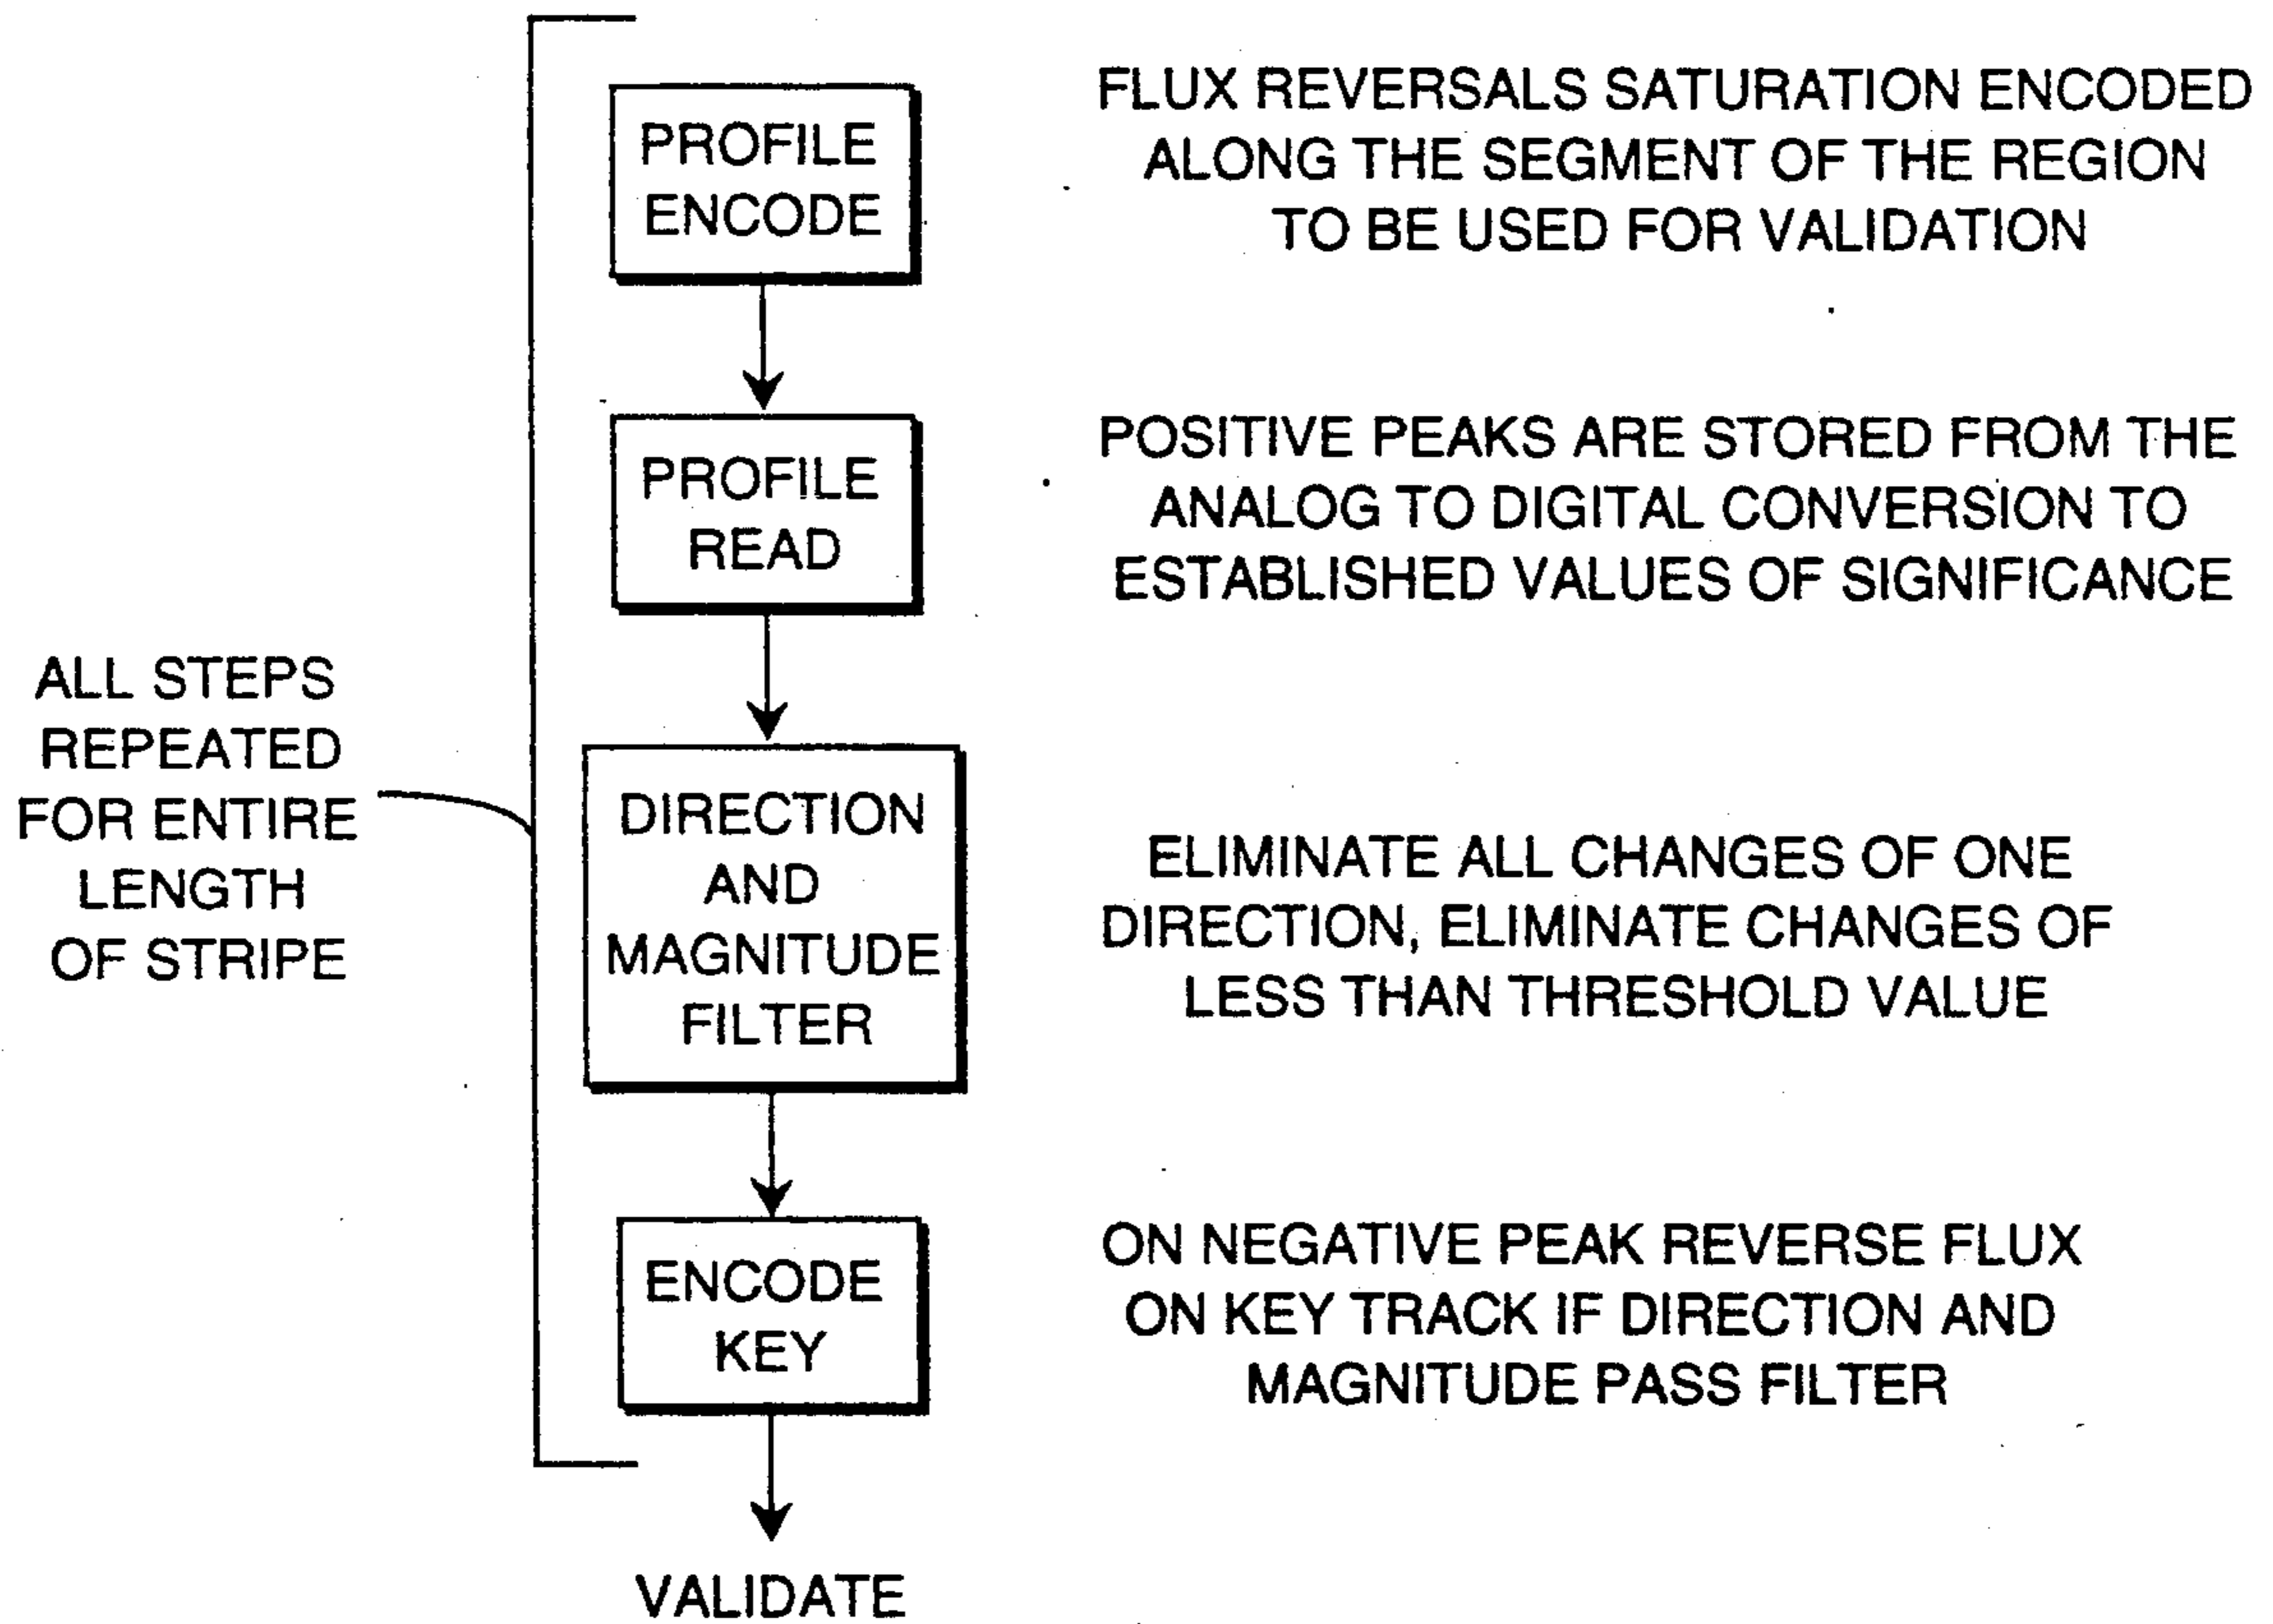 PROFILE
ENCODE
FLUX REVERSALS SATURATION ENCODED
ALONG THE SEGMENT OF THE REGION
TO BE USED FOR VALIDATION
PROFILE
READ
POSITIVE PEAKS ARE STORED FROM THE
ANALOG TO DIGITAL CONVERSION TO
ESTABLISHED VALUES OF SIGNIFICANCE
ALL STEPS
REPEATED
FOR ENTIRE
LENGTH
OF STRIPE
DIRECTION
AND
MAGNITUDE
FILTER
ELIMINATE ALL CHANGES OF ONE
DIRECTION, ELIMINATE CHANGES OF
LESS THAN THRESHOLD VALUE
ENCODE
KEY
ON NEGATIVE PEAK REVERSE FLUX
ON KEY TRACK IF DIRECTION AND
MAGNITUDE PASS FILTER
VALIDATE